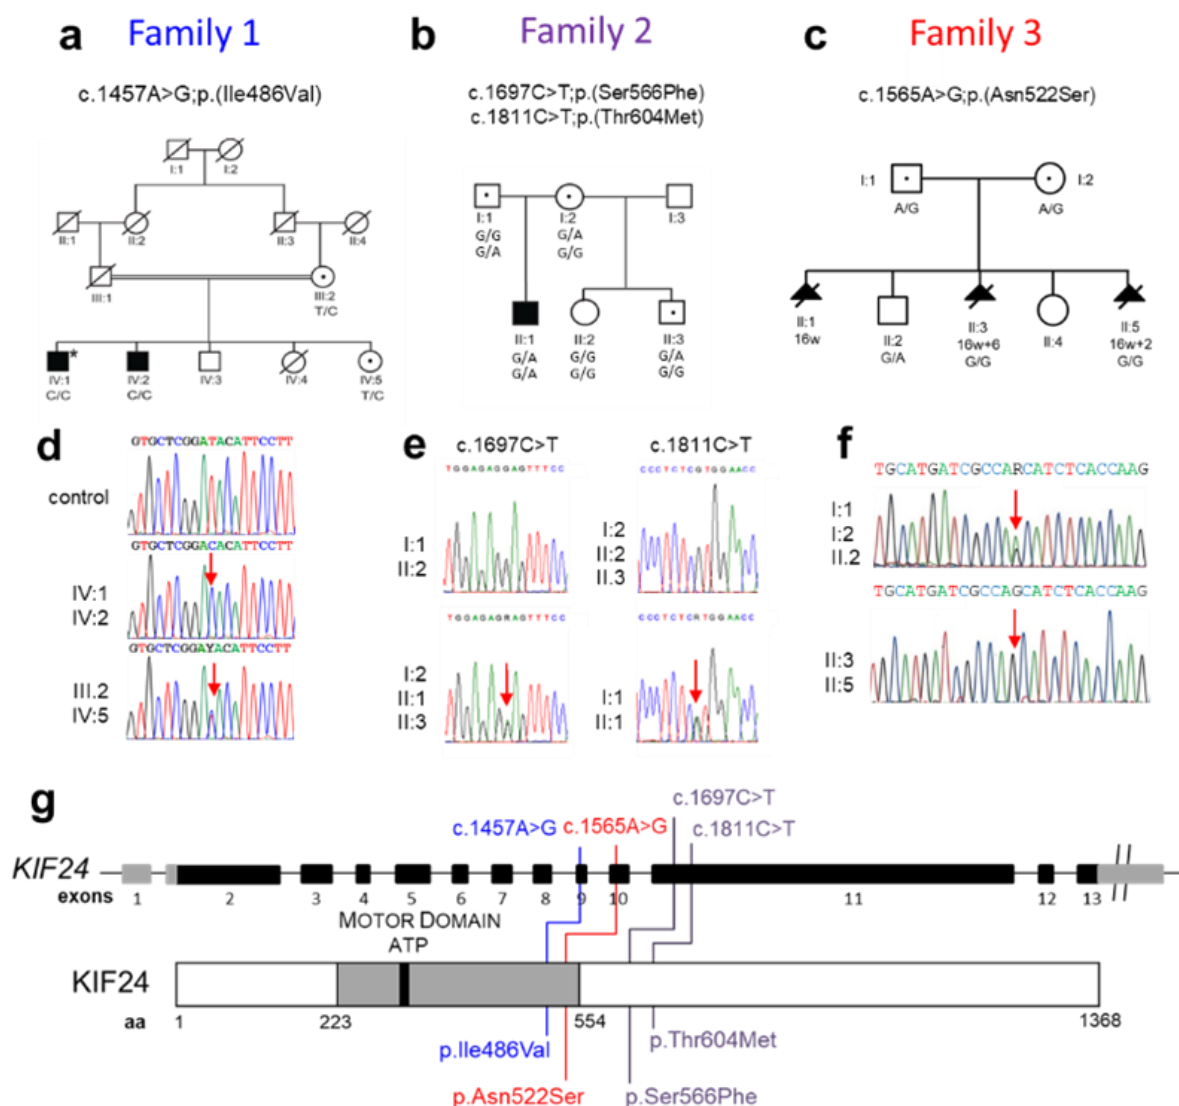 a Family 1
c.1457A>G;p.(Ile486Val)
I:1 I:2
II:1 II:2 II:3 II:4
III:1 III:2
T/C
IV:1 * IV:2 IV:3 IV:4 IV:5
C/C C/C T/C
b Family 2
c.1697C>T;p.(Ser566Phe)
c.1811C>T;p.(Thr604Met)
I:1 I:2 I:3
G/G G/A
G/A G/G
II:1 II:2 II:3
G/A G/G G/A
G/A G/G G/G
c Family 3
c.1565A>G;p.(Asn522Ser)
I:1 I:2
A/G A/G
II:1 II:2 II:3 II:4 II:5
16w G/A 16w+6 16w+2
G/G G/G
d
GTGCTCGGATACATTCCTT
control
GTGCTCGGACACATTCCTT
IV:1
IV:2
GTGCTCGGAYACATTCCTT
III.2
IV:5
e
c.1697C>T c.1811C>T
TGGAGAGGAGTTTCC CCCTCTCGTGGAACC
I:1 I:2
II:2 II:2
II:3
TGGAGAGRAGTTTCC CCCTCTCRTGGAACC
I:2
II:1 I:1
II:3 II:1
f
TGCATGATCGCCARCATCTCACCAAG
I:1
I:2
II.2
TGCATGATCGCCAGCATCTCACCAAG
II:3
II:5
g
c.1697C>T
c.1457A>G c.1565A>G c.1811C>T
KIF24
exons 1 2 3 4 5 6 7 8 9 10 11 12 13
MOTOR DOMAIN
ATP
KIF24
aa 1 223 554 1368
p.Ile486Val p.Thr604Met
p.Asn522Ser p.Ser566Phe